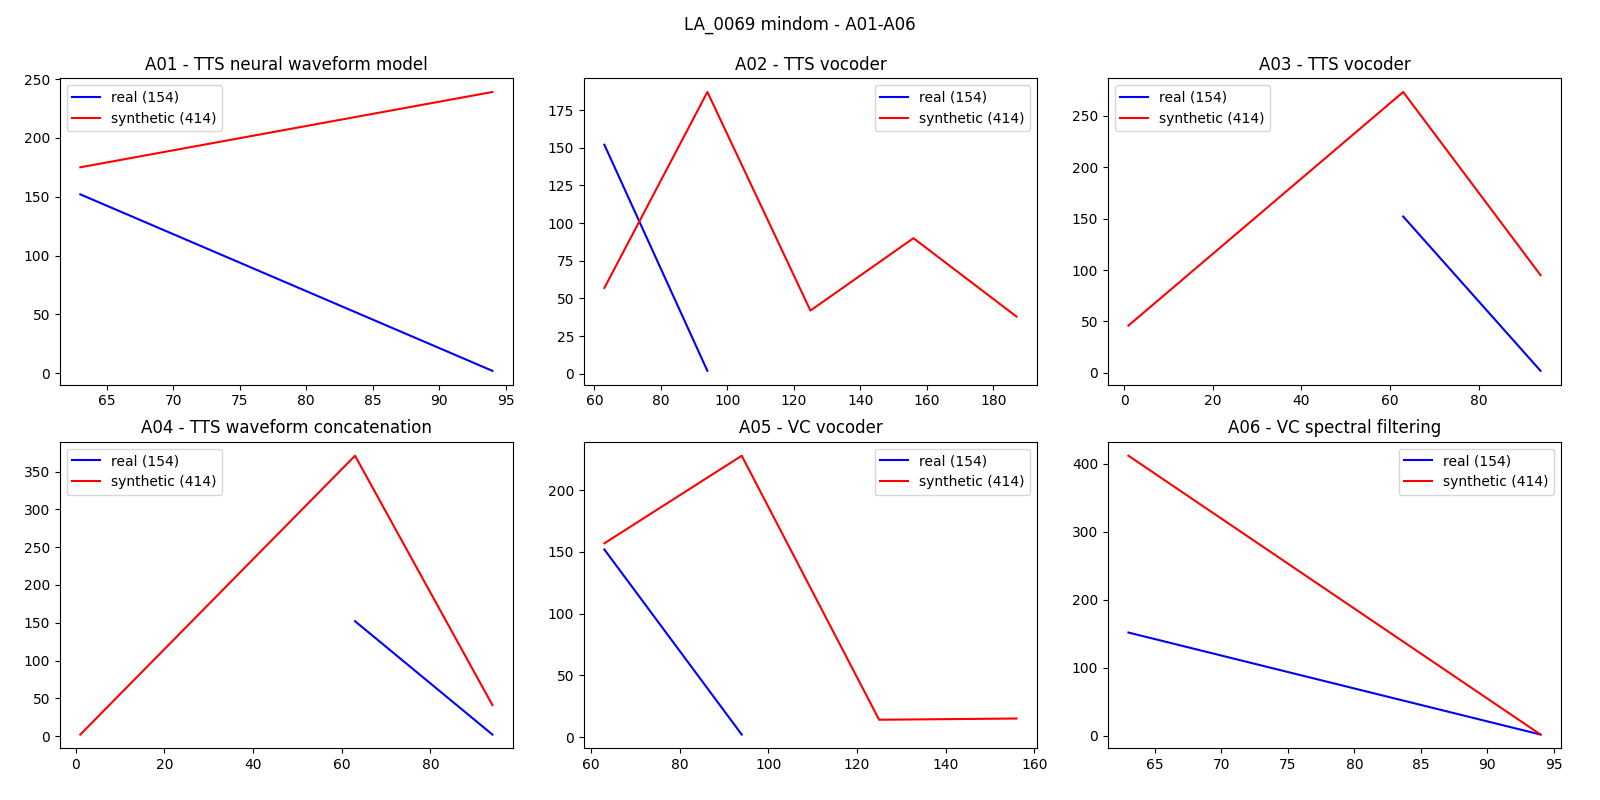 LA_0069 mindom - A01-A06
A01 - TTS neural waveform model
real (154)
synthetic (414)
250
200
150
100
50
0
65 70 75 80 85 90 95
A02 - TTS vocoder
real (154)
synthetic (414)
175
150
125
100
75
50
25
0
60 80 100 120 140 160 180
A03 - TTS vocoder
real (154)
synthetic (414)
250
200
150
100
50
0
0 20 40 60 80
A04 - TTS waveform concatenation
real (154)
synthetic (414)
350
300
250
200
150
100
50
0
0 20 40 60 80
A05 - VC vocoder
real (154)
synthetic (414)
200
150
100
50
0
60 80 100 120 140 160
A06 - VC spectral filtering
real (154)
synthetic (414)
400
300
200
100
0
65 70 75 80 85 90 95